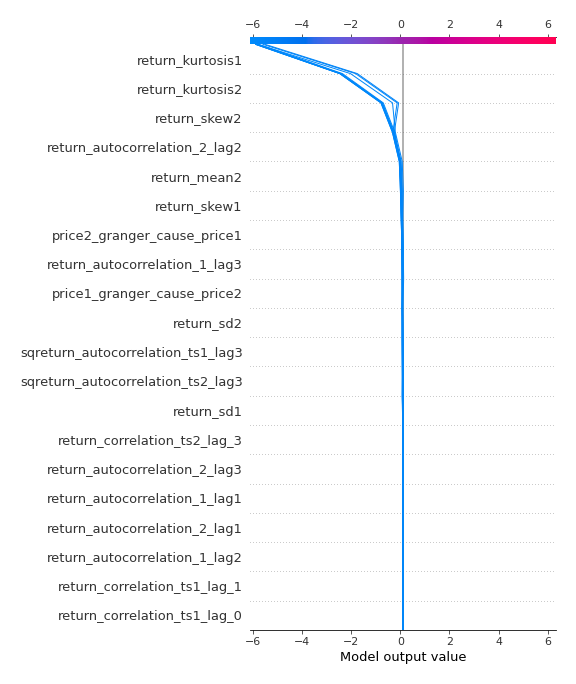 −6 −4 −2 0 2 4 6
return_kurtosis1
return_kurtosis2
return_skew2
return_autocorrelation_2_lag2
return_mean2
return_skew1
price2_granger_cause_price1
return_autocorrelation_1_lag3
price1_granger_cause_price2
return_sd2
sqreturn_autocorrelation_ts1_lag3
sqreturn_autocorrelation_ts2_lag3
return_sd1
return_correlation_ts2_lag_3
return_autocorrelation_2_lag3
return_autocorrelation_1_lag1
return_autocorrelation_2_lag1
return_autocorrelation_1_lag2
return_correlation_ts1_lag_1
return_correlation_ts1_lag_0
−6 −4 −2 0 2 4 6
Model output value